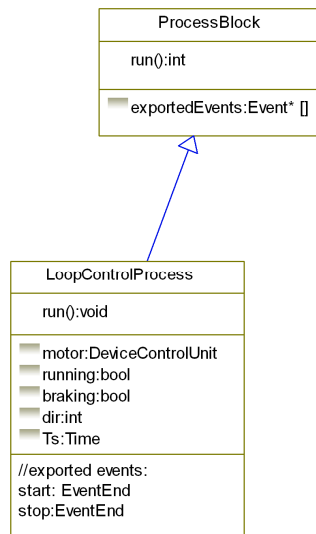 ProcessBlock
run():int
exportedEvents:Event* []
LoopControlProcess
run():void
motor:DeviceControlUnit
running:bool
braking:bool
dir:int
Ts:Time
//exported events:
start: EventEnd
stop:EventEnd